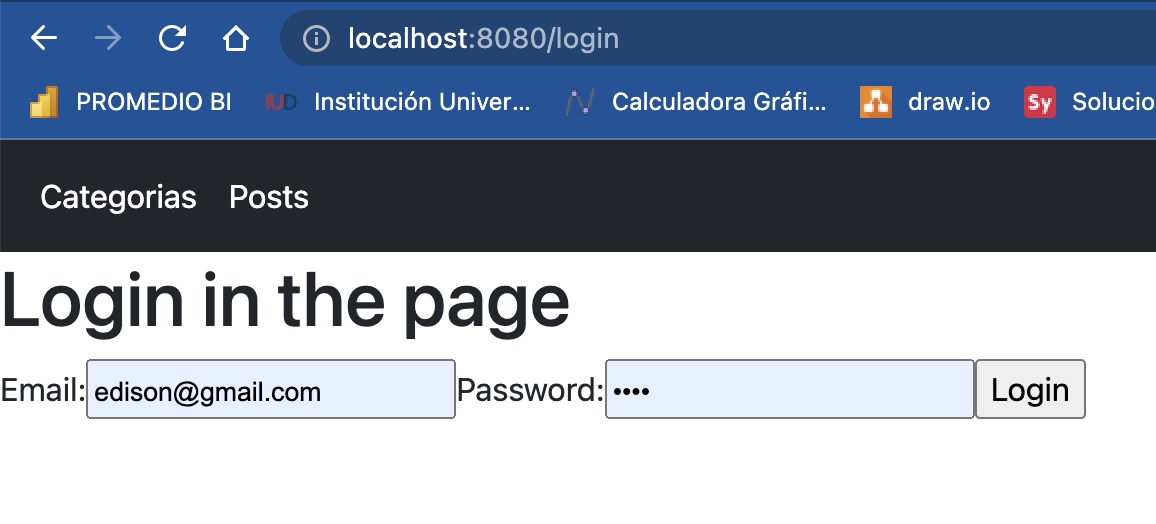 localhost:8080/login
PROMEDIO BI IUD Institución Univer... Calculadora Gráfi... draw.io Sy Solucio
Categorias Posts
Login in the page
Email: edison@gmail.com Password: •••• Login